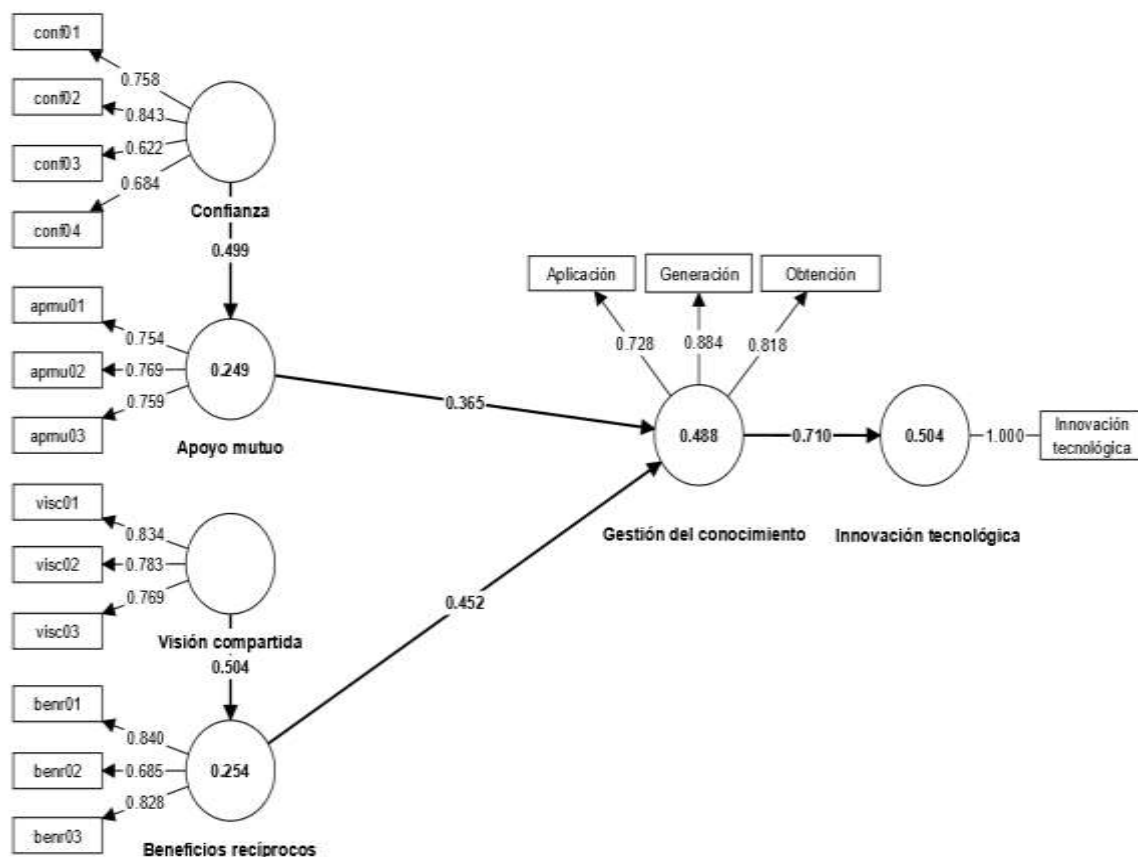 conf01
0.758
conf02
0.843
conf03
0.622
0.684
conf04
Confianza
0.499
apmu01
0.754
apmu02
0.769
apmu03
0.759
0.249
Apoyo mutuo
Aplicación
Generación
Obtención
0.728
0.884
0.818
0.365
0.488
0.710
0.504
1.000
Innovación
tecnológica
Gestión del conocimiento
Innovación tecnológica
visc01
0.834
visc02
0.783
visc03
0.769
Visión compartida
0.504
0.452
benr01
0.840
benr02
0.685
benr03
0.828
0.254
Beneficios recíprocos